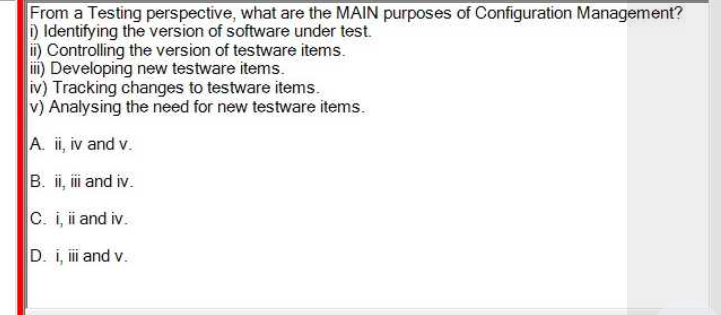 From a Testing perspective, what are the MAIN purposes of Configuration Management?
i) Identifying the version of software under test.
ii) Controlling the version of testware items.
iii) Developing new testware items.
iv) Tracking changes to testware items.
v) Analysing the need for new testware items.
A. ii, iv and v.
B. ii, iii and iv.
C. i, ii and iv.
D. i, iii and v.